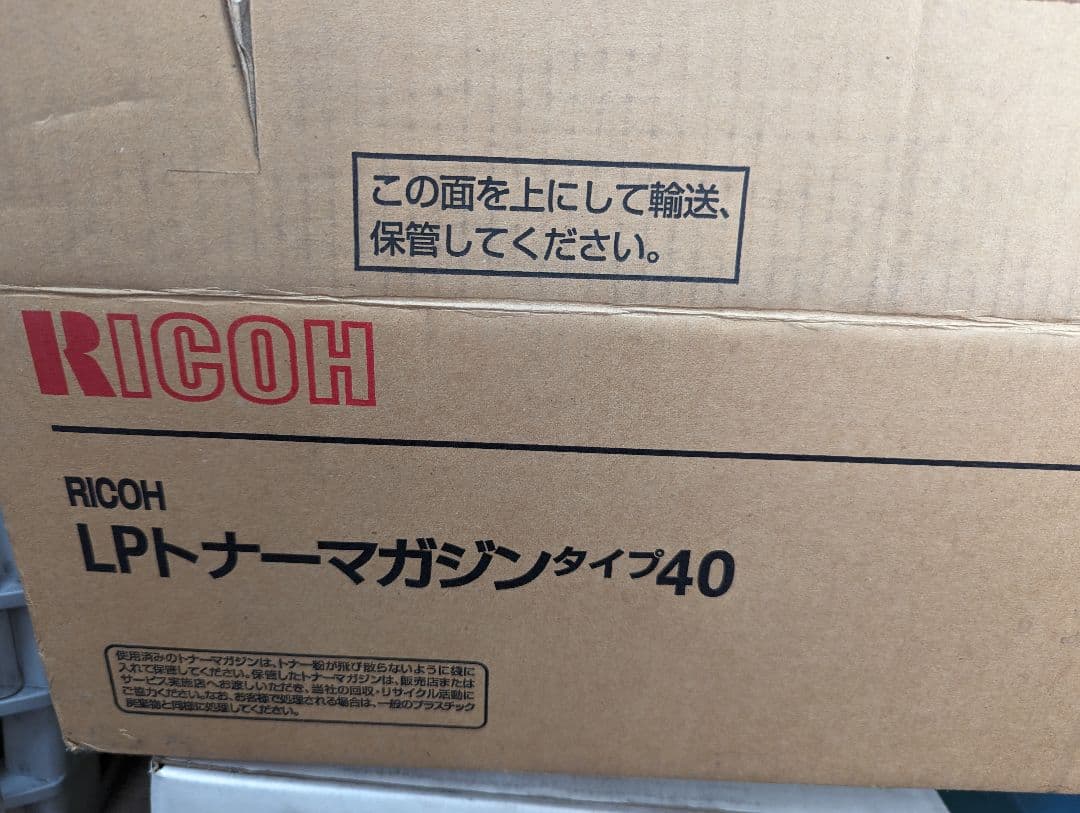 この面を上にして輸送、
保管してください。
RICOH
RICOH
LPトナーマガジンタイプ40
使用済みのトナーマガジンは、トナー粉が飛び散らないように袋に
入れて保管してください。保管したトナーマガジンは、販売店または
サービス実施店へお渡しいただき、当社の回収・リサイクル活動に
ご協力ください。なお、お客様で処理される場合は、一般のプラスチック
廃棄物と同様に処理してください。